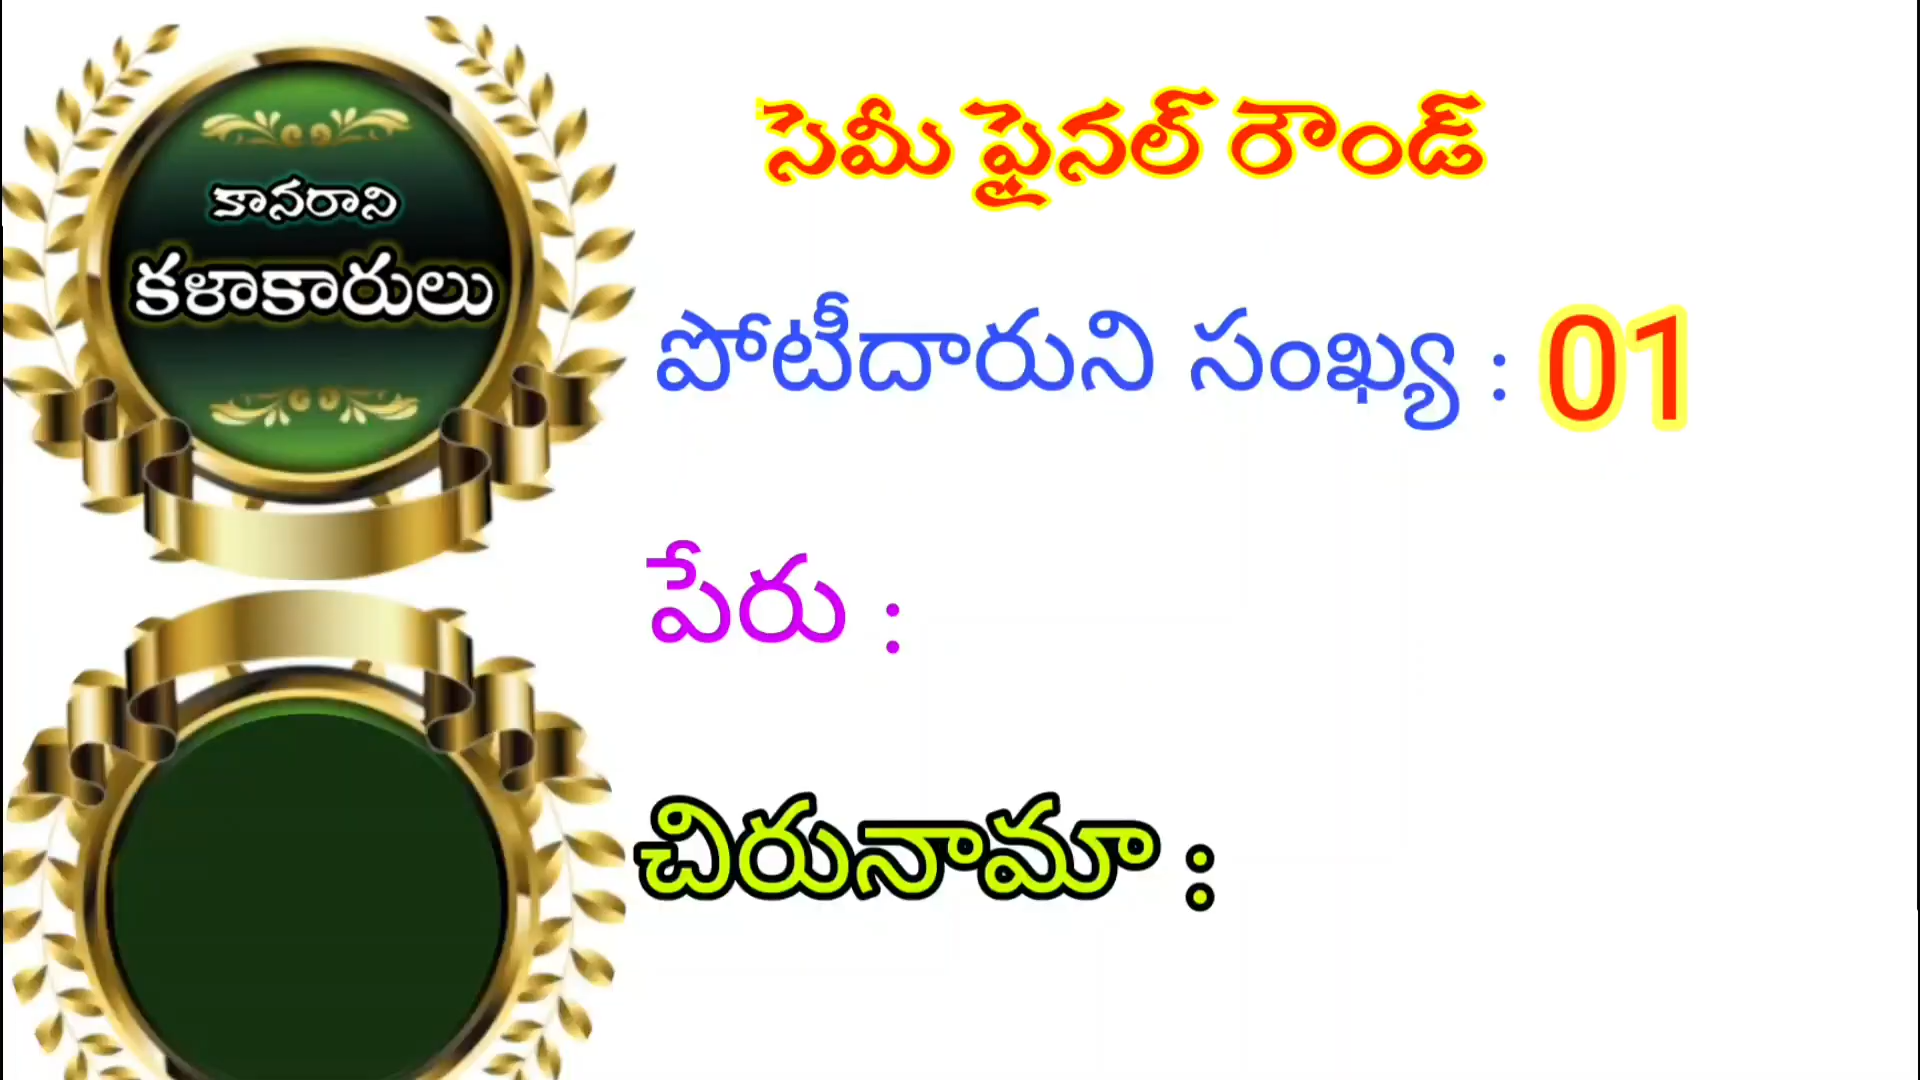 కానరాని
కళాకారులు
సెమీ ఫైనల్ రౌండ్
పోటీదారుని సంఖ్య : 01
పేరు :
చిరునామా :